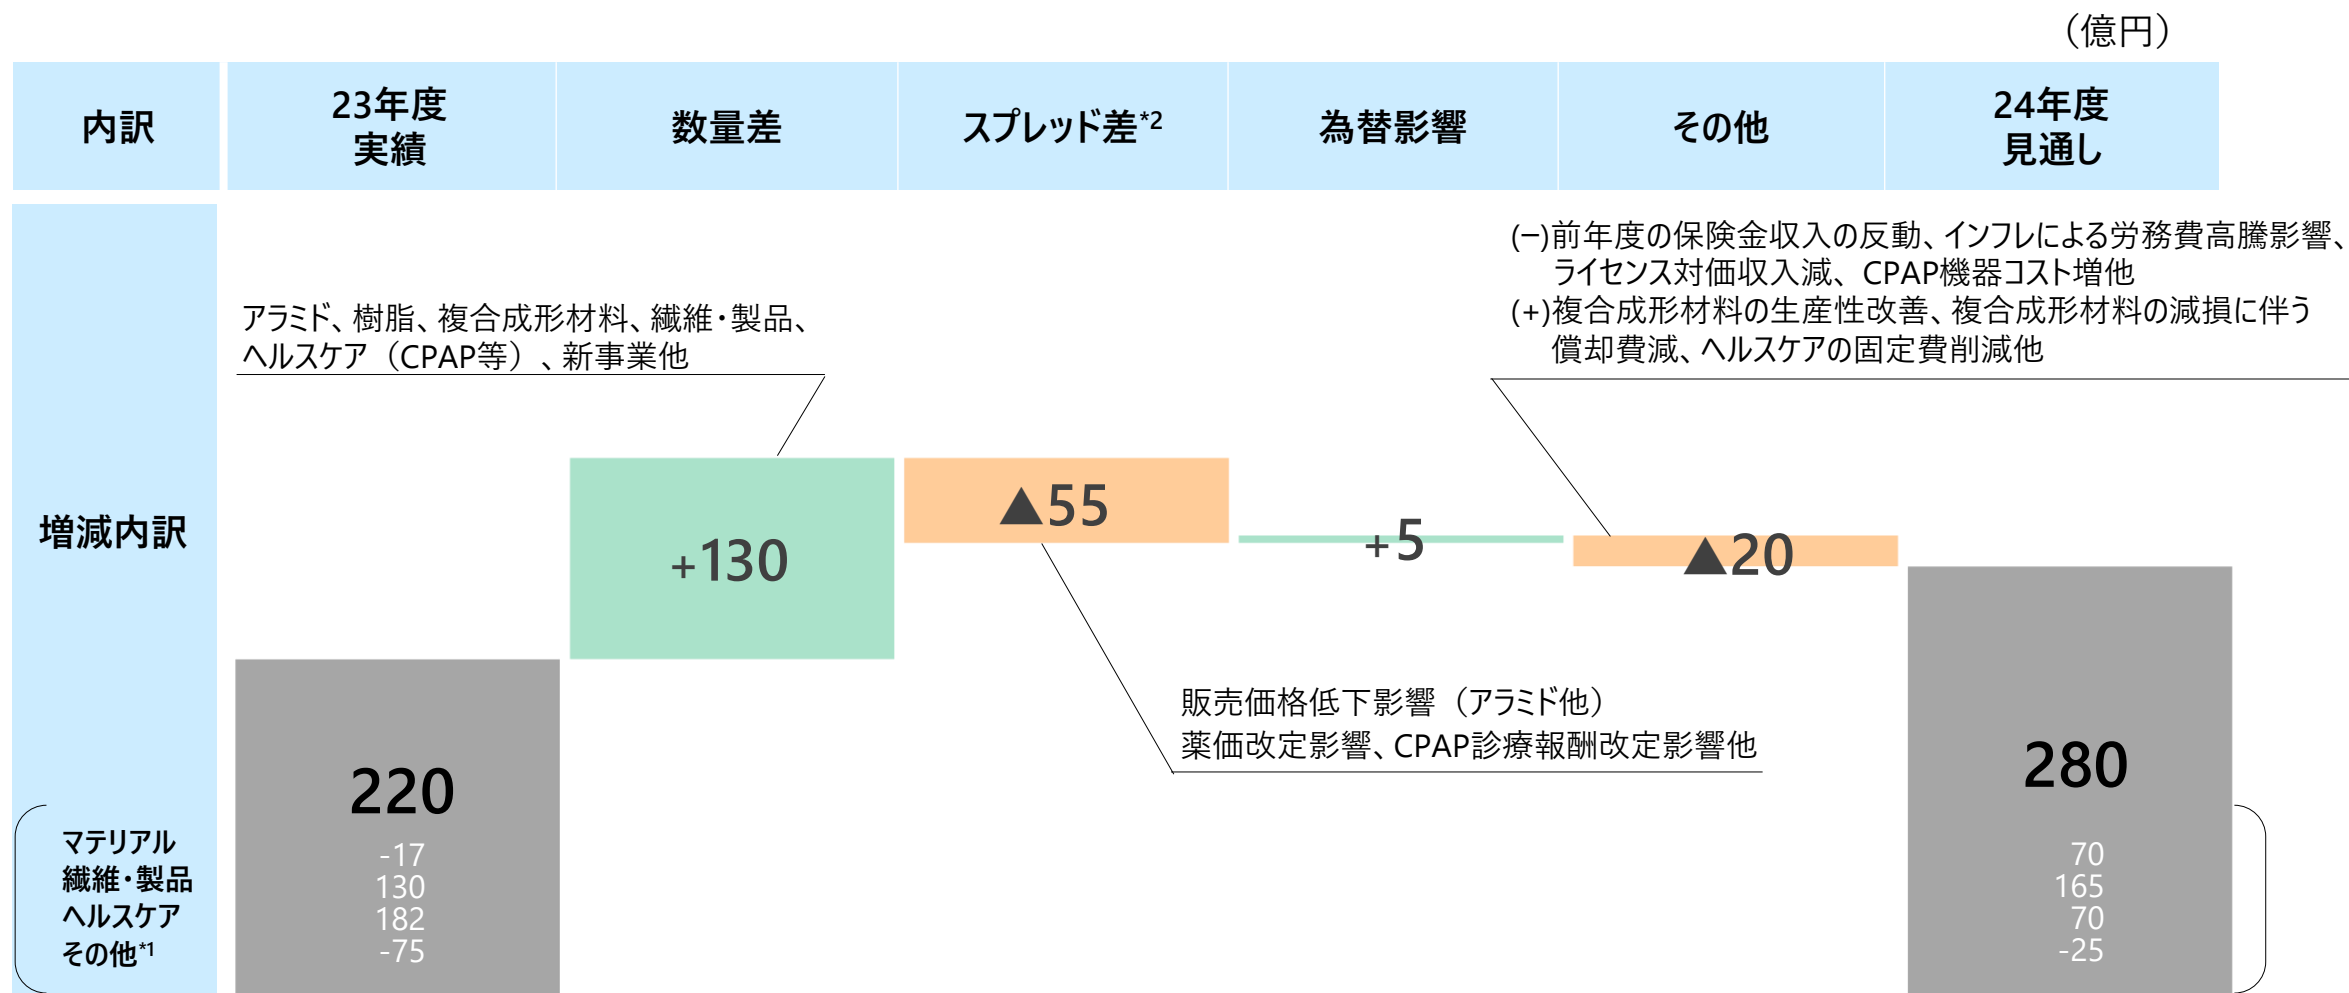 （億円）
内訳
23年度
実績
数量差
スプレッド差*2
為替影響
その他
24年度
見通し
増減内訳
(−)前年度の保険金収入の反動、インフレによる労務費高騰影響、
ライセンス対価収入減、CPAP機器コスト増他
(+)複合成形材料の生産性改善、複合成形材料の減損に伴う
償却費減、ヘルスケアの固定費削減他
アラミド、樹脂、複合成形材料、繊維・製品、
ヘルスケア（CPAP等）、新事業他
+130
▲55
+5
▲20
販売価格低下影響（アラミド他）
薬価改定影響、CPAP診療報酬改定影響他
220
280
マテリアル
繊維・製品
ヘルスケア
その他*1
-17
130
182
-75
70
165
70
-25